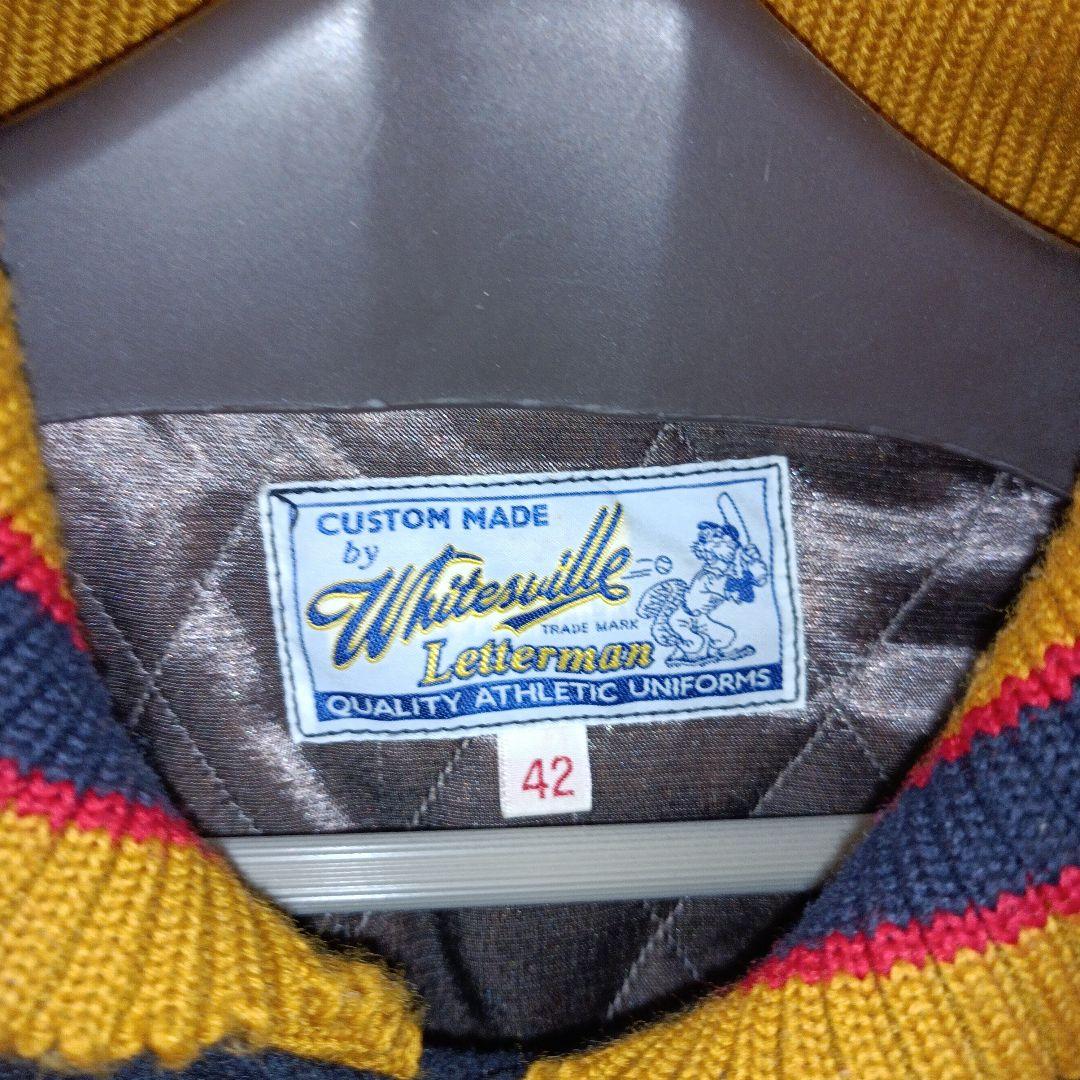 CUSTOM MADE
by
Whitesville
TRADE MARK
Letterman
QUALITY ATHLETIC UNIFORMS
42